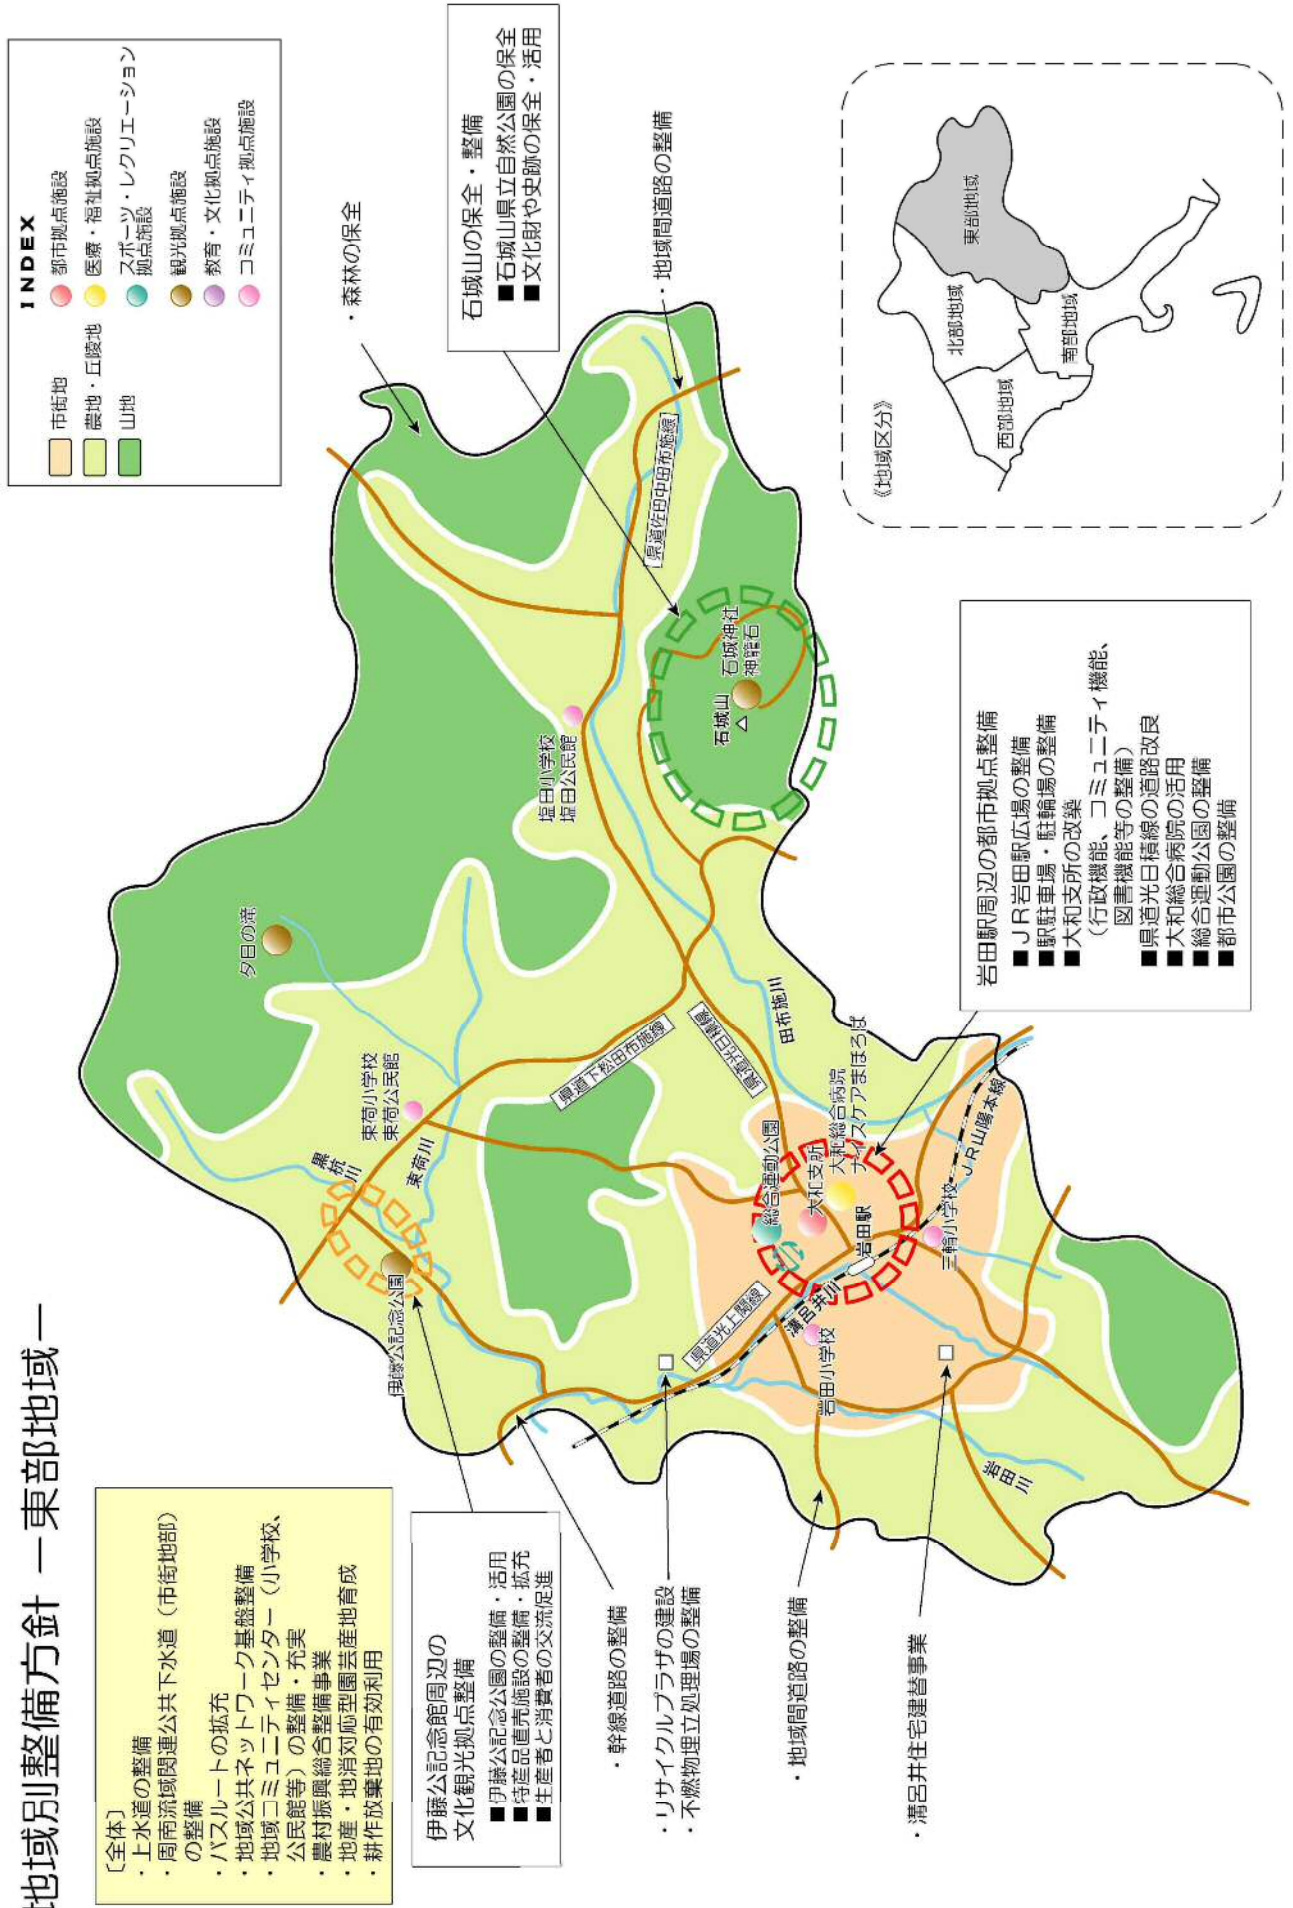 地域別整備方針 －東部地域－
〔全体〕
・上水道の整備
・周南流域関連公共下水道（市街地部）
の整備
・バスルートの拡充
・地域公共ネットワーク基盤整備
・地域コミュニティセンター（小学校、
公民館等）の整備・充実
・農村振興総合整備事業
・地産・地消対応型園芸産地育成
・耕作放棄地の有効利用
INDEX
市街地
農地・丘陵地
山地
都市拠点施設
医療・福祉拠点施設
スポーツ・レクリエーション
拠点施設
観光拠点施設
教育・文化拠点施設
コミュニティ拠点施設
・森林の保全
石城山の保全・整備
■石城山県立自然公園の保全
■文化財や史跡の保全・活用
・地域間道路の整備
伊藤公記念館周辺の
文化観光拠点整備
■伊藤公記念公園の整備・活用
■特産品直売施設の整備・拡充
■生産者と消費者の交流促進
・幹線道路の整備
・リサイクルプラザの建設
・不燃物埋立処理場の整備
・地域間道路の整備
・溝呂井住宅建替事業
岩田駅周辺の都市拠点整備
■ＪＲ岩田駅広場の整備
■駅駐車場・駐輪場の整備
■大和支所の改築
（行政機能、コミュニティ機能、
図書機能等の整備）
■県道光日積線の道路改良
■大和総合病院の活用
■総合運動公園の整備
■都市公園の整備
夕日の滝
東荷小学校
東荷公民館
黒杭川
東荷川
伊藤公記念公園
県道下松田布施線
県道光日積線
塩田小学校
塩田公民館
県道佐田中田布施線
石城山
石城神社
神籠石
田布施川
総合運動公園
大和支所
大和総合病院
ナイスケアまほろば
岩田駅
県道光上関線
溝呂井川
岩田小学校
三輪小学校
ＪＲ山陽本線
岩田川
《地域区分》
東部地域
北部地域
南部地域
西部地域